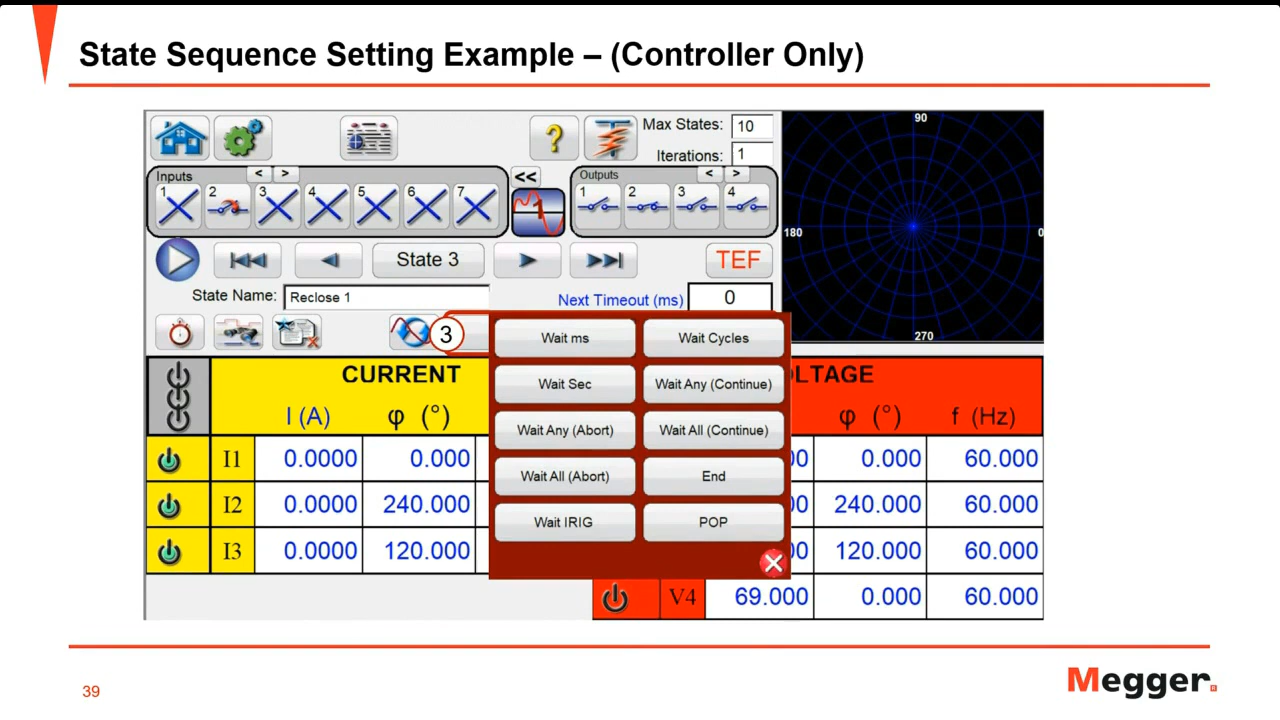 State Sequence Setting Example – (Controller Only)
?
Max States: 10
Iterations: 1
Inputs < >
1 2 3 4 5 6 7
<<
1
Outputs < >
1 2 3 4
State 3
TEF
State Name: Reclose 1
Next Timeout (ms) 0
3
Wait ms Wait Cycles
Wait Sec Wait Any (Continue)
Wait Any (Abort) Wait All (Continue)
Wait All (Abort) End
Wait IRIG POP
90
180 0
270
CURRENT LTAGE
I (A) φ (°) φ (°) f (Hz)
I1 0.0000 0.000 00 0.000 60.000
I2 0.0000 240.000 00 240.000 60.000
I3 0.0000 120.000 00 120.000 60.000
V4 69.000 0.000 60.000
39
Megger